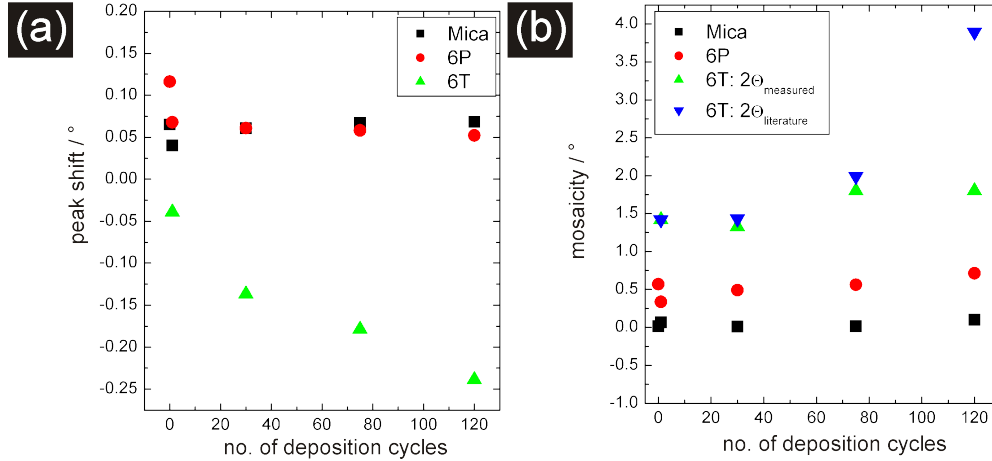 (a)
0.20
0.15
0.10
0.05
0.00
-0.05
-0.10
-0.15
-0.20
-0.25
peak shift / °
Mica
6P
6T
0 20 40 60 80 100 120
no. of deposition cycles
(b)
4.0
3.5
3.0
2.5
2.0
1.5
1.0
0.5
0.0
-0.5
-1.0
mosaicity / °
Mica
6P
6T: 2Θmeasured
6T: 2Θliterature
0 20 40 60 80 100 120
no. of deposition cycles